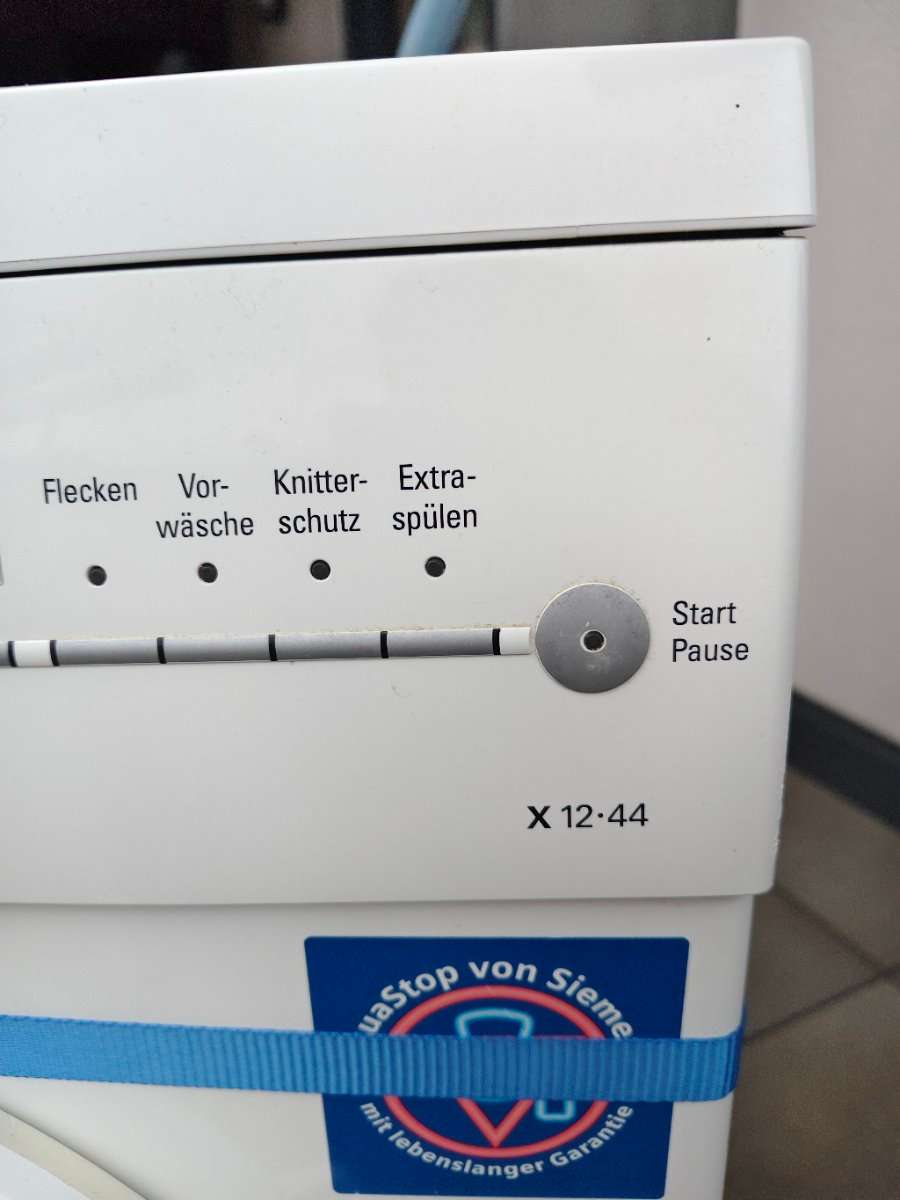 Flecken
Vor-
wäsche
Knitter-
schutz
Extra-
spülen
Start
Pause
X 12·44
uaStop von Sieme
mit lebenslanger Garantie